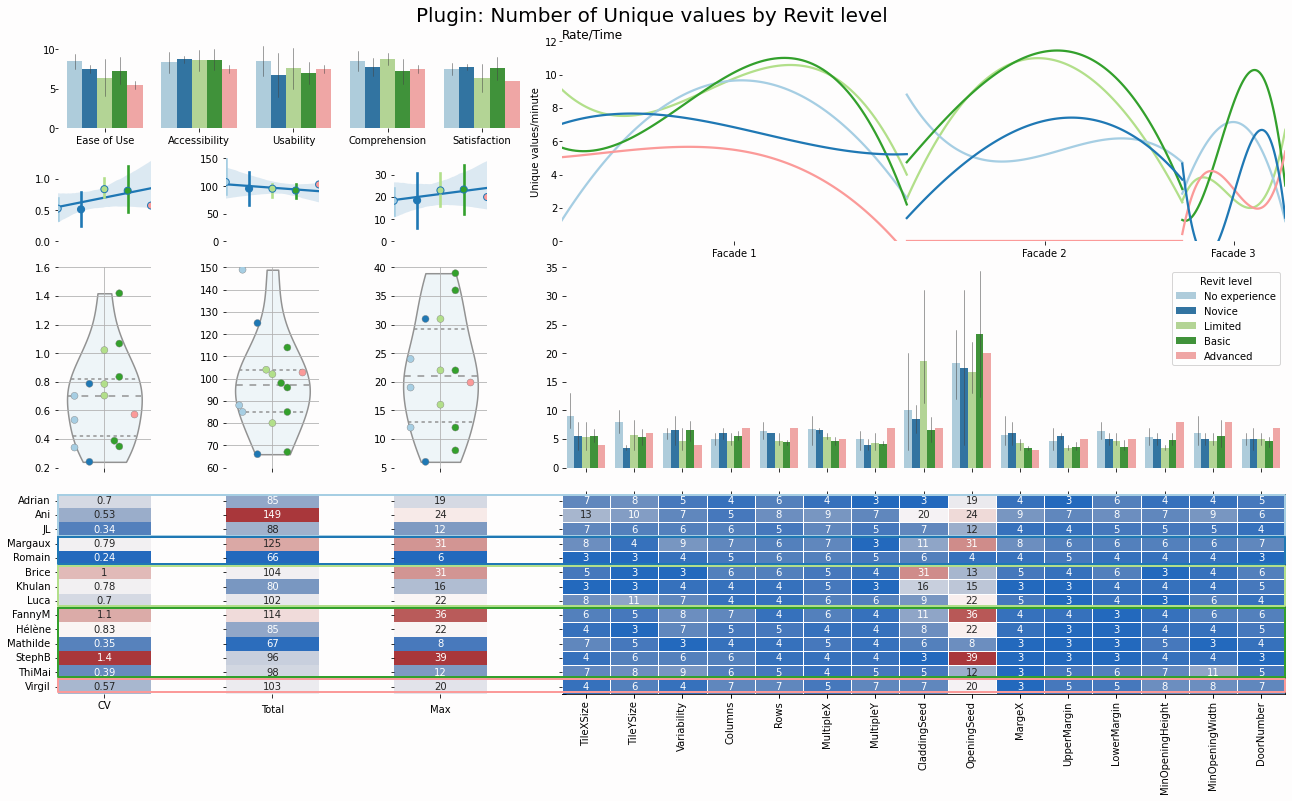 Plugin: Number of Unique values by Revit level
10
0
Ease of Use Accessibility Usability Comprehension Satisfaction
Rate/Time
Unique values/minute
12
10
8
6
4
2
0
Facade 1 Facade 2 Facade 3
1.0
0.5
0.0
150
100
50
0
30
20
10
0
1.6
1.4
1.2
1.0
0.8
0.6
0.4
0.2
150
140
130
120
110
100
90
80
70
60
40
35
30
25
20
15
10
5
35
30
25
20
15
10
5
0
Revit level
No experience
Novice
Limited
Basic
Advanced
Adrian 0.7 85 19 7 8 5 4 6 4 3 3 19 4 3 6 4 4 5
Ani 0.53 149 24 13 10 7 5 8 9 7 20 24 9 7 8 7 9 6
JL 0.34 88 12 7 6 6 6 5 7 5 7 12 4 4 5 5 5 4
Margaux 0.79 125 31 8 4 9 7 6 7 3 11 31 8 6 6 6 6 7
Romain 0.24 66 6 3 3 4 5 6 6 5 6 4 4 5 4 4 4 3
Brice 1 104 31 5 3 3 6 6 5 4 31 13 5 4 6 3 4 6
Khulan 0.78 80 16 3 3 4 4 4 5 4 16 15 3 3 4 4 4 5
Luca 0.7 102 22 8 11 7 4 4 6 6 9 22 5 3 4 3 6 4
FannyM 1.1 114 36 6 5 8 7 4 6 4 11 36 4 4 3 4 6 6
Hélène 0.83 85 22 4 3 7 5 5 4 4 8 22 4 3 3 4 4 5
Mathilde 0.35 67 8 7 5 3 4 4 5 4 6 8 3 3 3 3 4 5
StephB 1.4 96 39 4 6 6 6 4 4 4 3 39 3 3 3 4 4 3
ThiMai 0.39 98 12 7 8 9 6 5 4 5 5 12 3 5 6 7 11 5
Virgil 0.57 103 20 4 6 4 7 7 5 7 7 20 3 5 5 8 8 7
CV Total Max
TileXSize
TileYSize
Variability
Columns
Rows
MultipleX
MultipleY
CladdingSeed
OpeningSeed
MargeX
UpperMargin
LowerMargin
MinOpeningHeight
MinOpeningWidth
DoorNumber